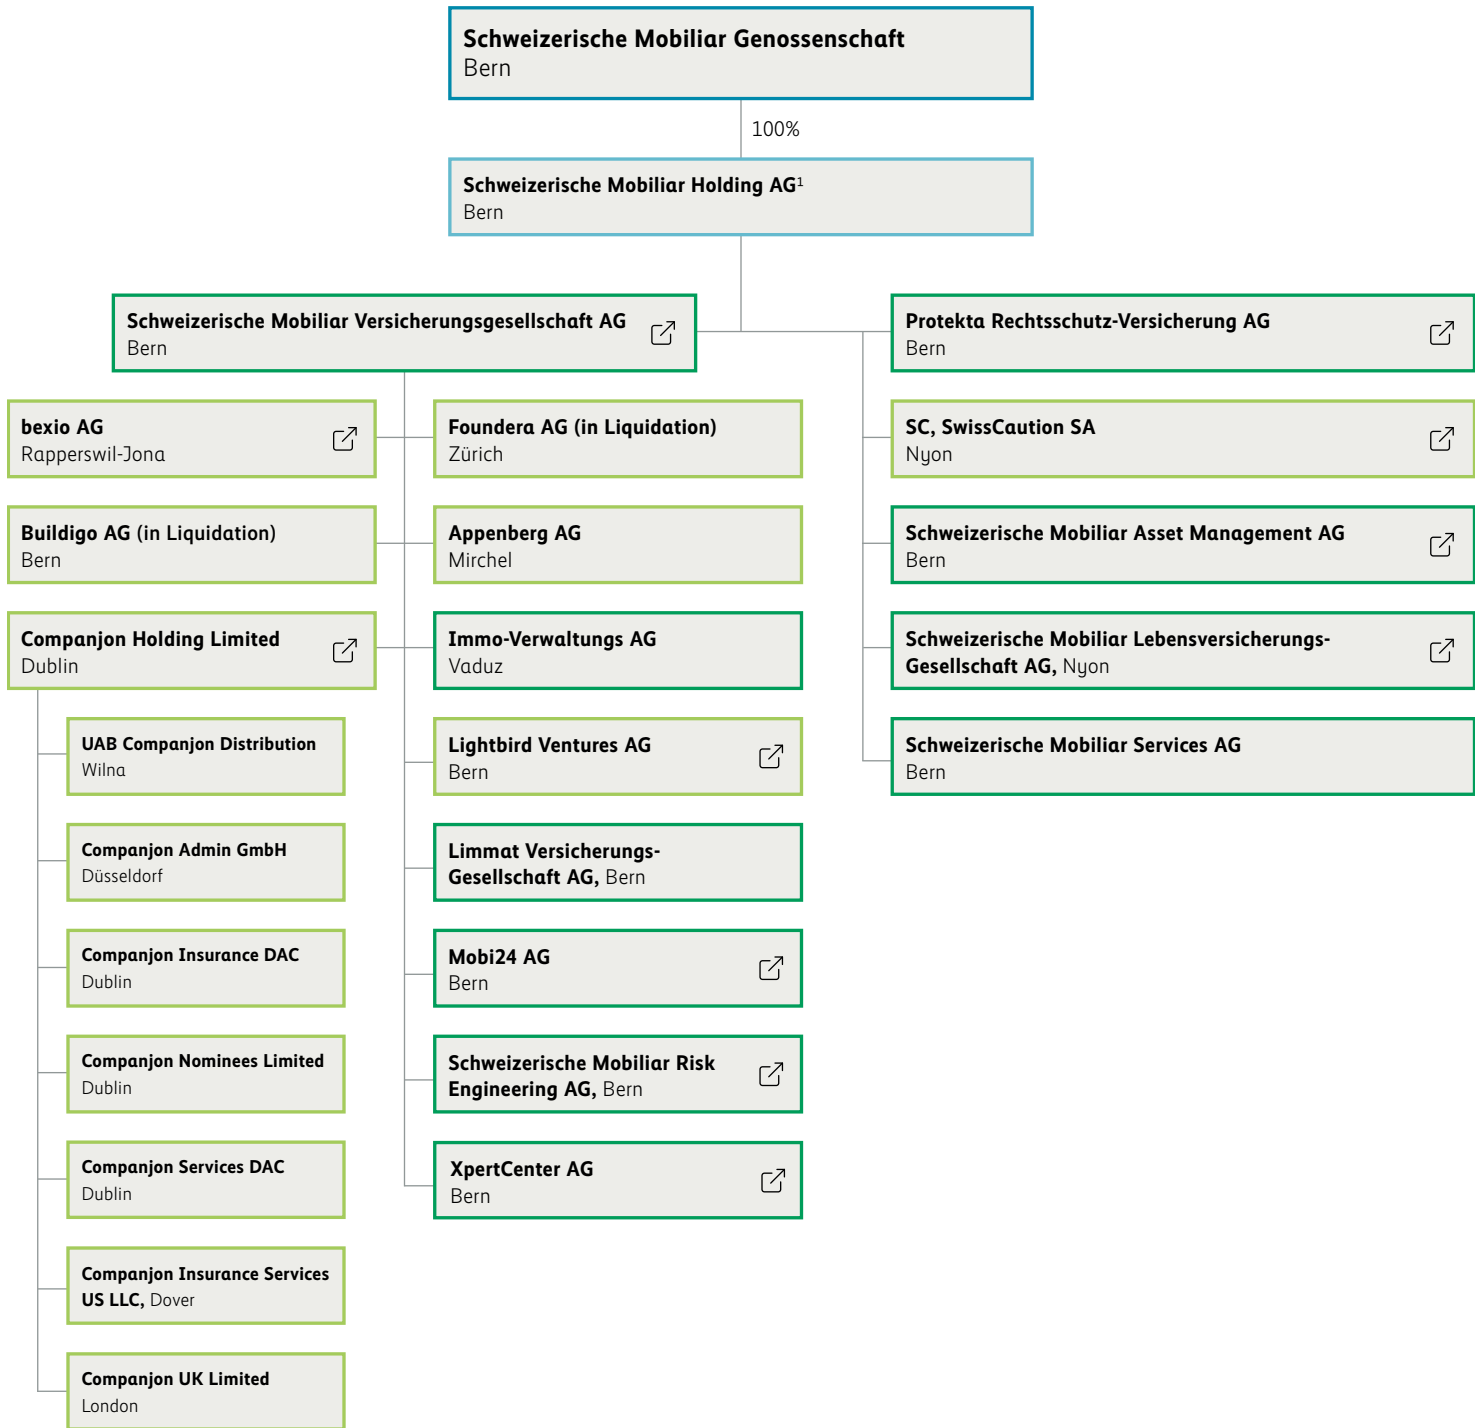 Schweizerische Mobiliar Genossenschaft
Bern
100%
Schweizerische Mobiliar Holding AG¹
Bern
Schweizerische Mobiliar Versicherungsgesellschaft AG
Bern
Protekta Rechtsschutz-Versicherung AG
Bern
bexio AG
Rapperswil-Jona
Foundera AG (in Liquidation)
Zürich
SC, SwissCaution SA
Nyon
Buildigo AG (in Liquidation)
Bern
Appenberg AG
Mirchel
Schweizerische Mobiliar Asset Management AG
Bern
Companjon Holding Limited
Dublin
Immo-Verwaltungs AG
Vaduz
Schweizerische Mobiliar Lebensversicherungs-
Gesellschaft AG, Nyon
UAB Companjon Distribution
Wilna
Lightbird Ventures AG
Bern
Schweizerische Mobiliar Services AG
Bern
Companjon Admin GmbH
Düsseldorf
Limmat Versicherungs-
Gesellschaft AG, Bern
Companjon Insurance DAC
Dublin
Mobi24 AG
Bern
Companjon Nominees Limited
Dublin
Schweizerische Mobiliar Risk
Engineering AG, Bern
Companjon Services DAC
Dublin
XpertCenter AG
Bern
Companjon Insurance Services
US LLC, Dover
Companjon UK Limited
London